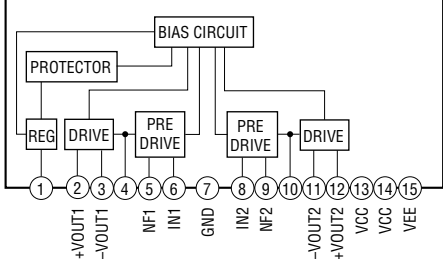 BIAS CIRCUIT
PROTECTOR
REG
DRIVE
PRE
DRIVE
PRE
DRIVE
DRIVE
1 2 3 4 5 6 7 8 9 10 11 12 13 14 15
+VOUT1
–VOUT1
NF1
IN1
GND
IN2
NF2
–VOUT2
+VOUT2
VCC
VCC
VEE